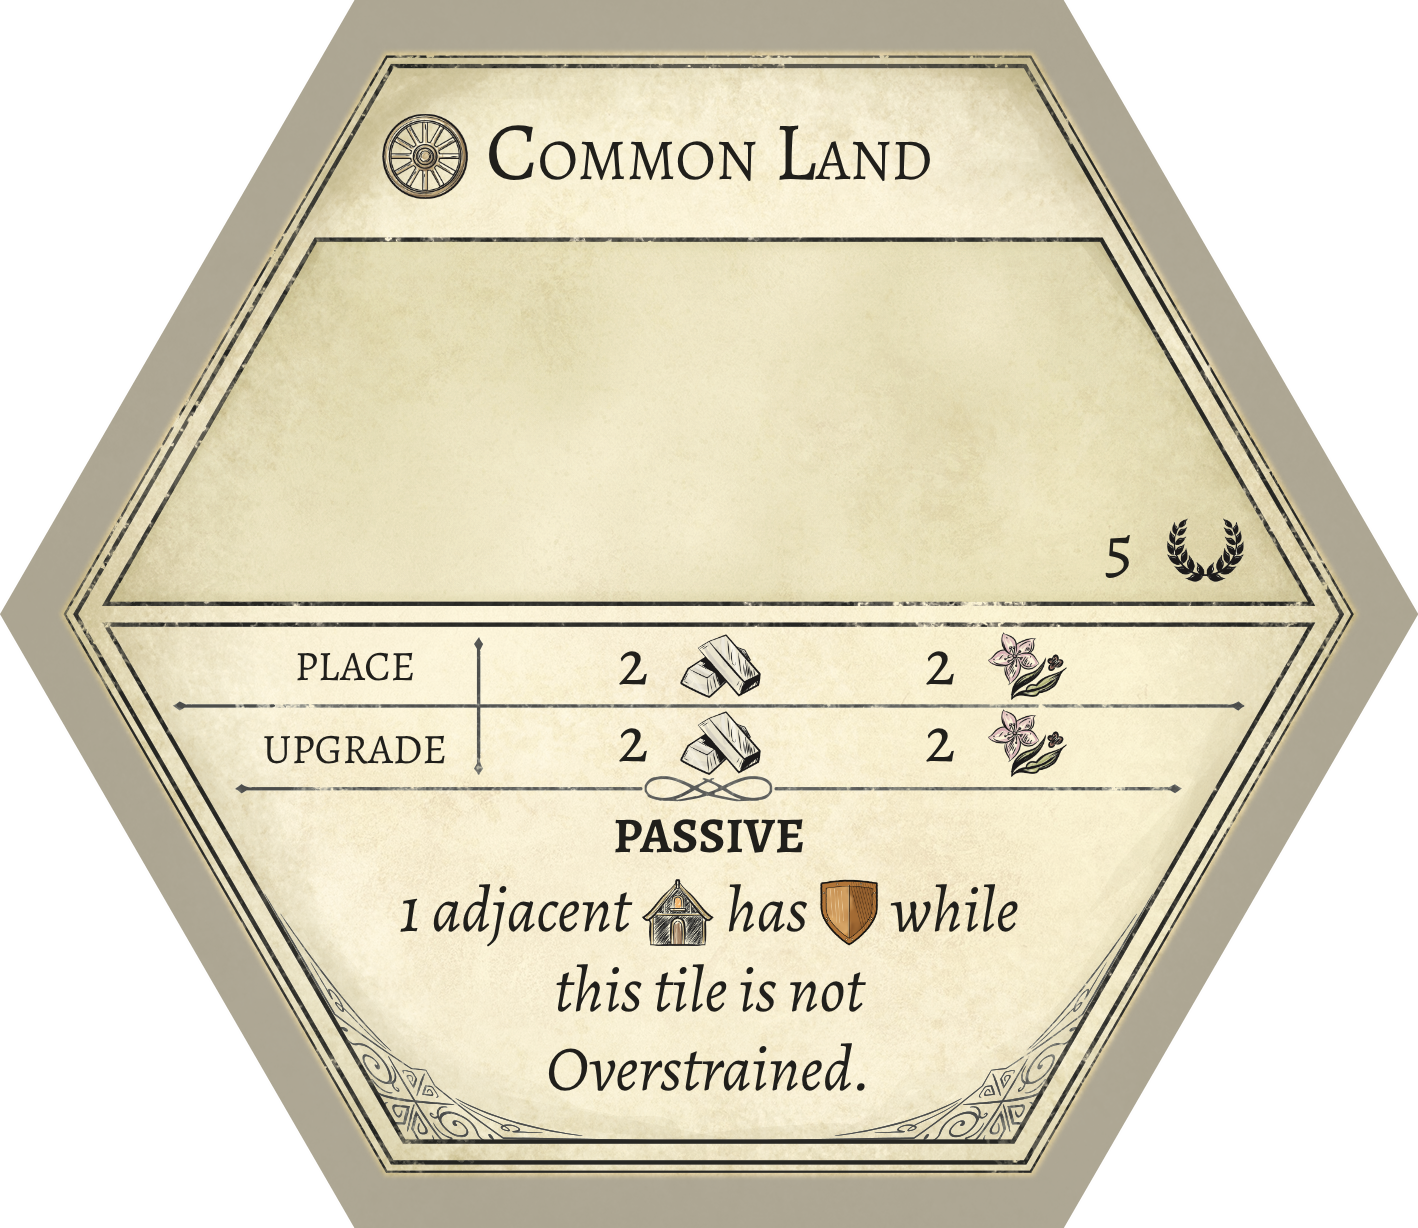 Common Land
5
PLACE 2 2
UPGRADE 2 2
PASSIVE
1 adjacent has while
this tile is not
Overstrained.